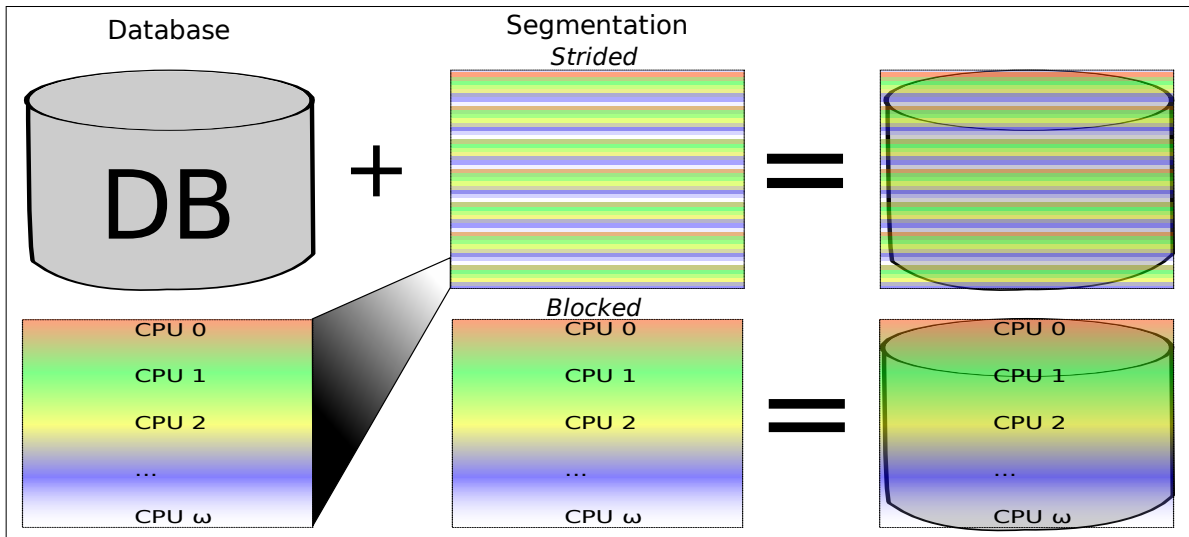 Database
Segmentation
Strided
DB
+
=
Blocked
CPU 0
CPU 1
CPU 2
...
CPU ω
CPU 0
CPU 1
CPU 2
...
CPU ω
=
CPU 0
CPU 1
CPU 2
...
CPU ω